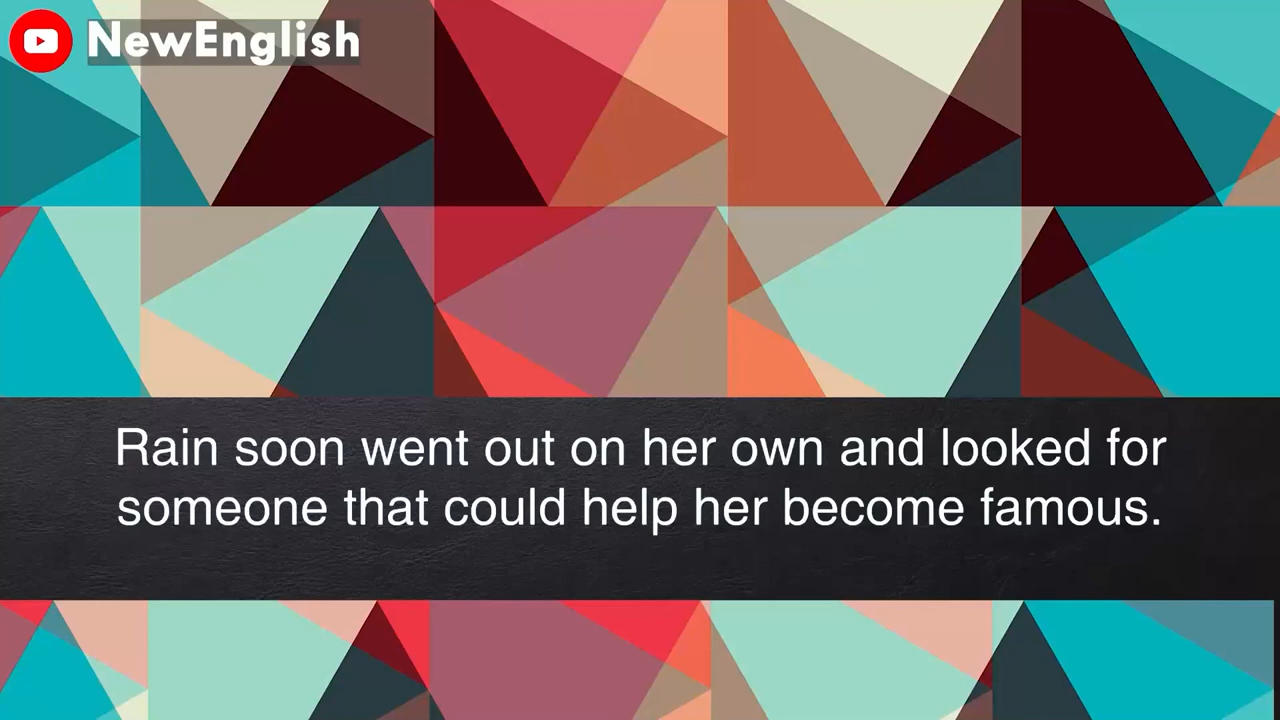 NewEnglish
Rain soon went out on her own and looked for
someone that could help her become famous.